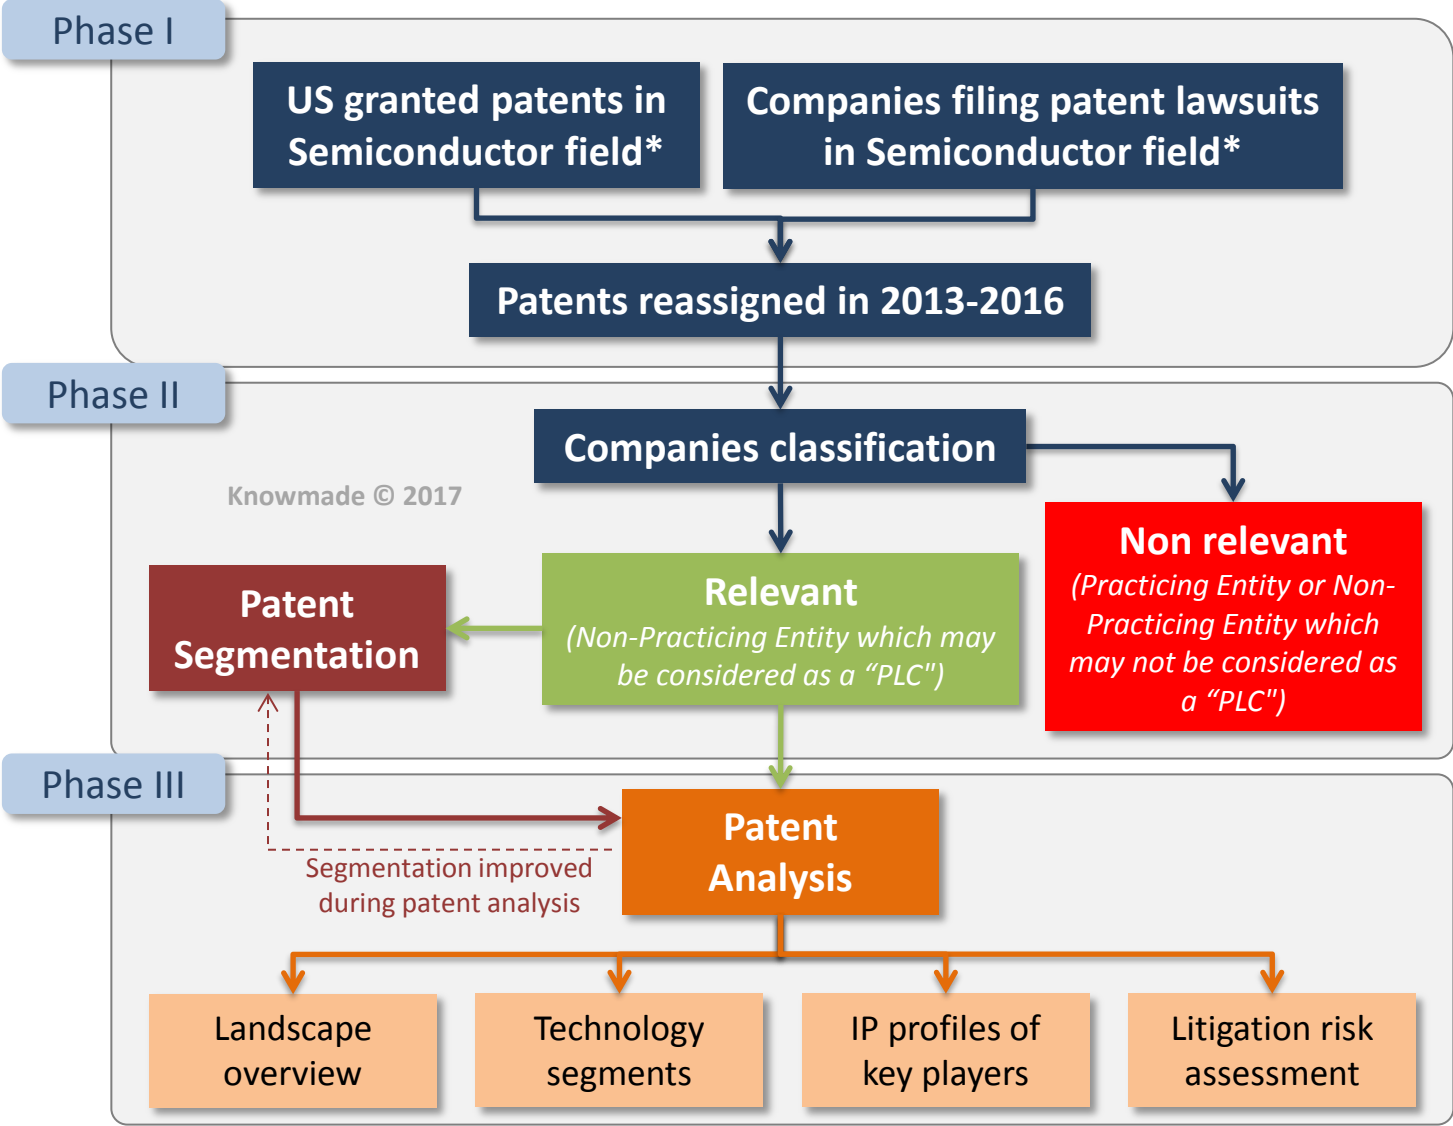 Phase I
US granted patents in
Semiconductor field*
Companies filing patent lawsuits
in Semiconductor field*
Patents reassigned in 2013-2016
Phase II
Companies classification
Knowmade © 2017
Non relevant
(Practicing Entity or Non-
Practicing Entity which
may not be considered as
a “PLC")
Relevant
(Non-Practicing Entity which may
be considered as a “PLC")
Patent
Segmentation
Phase III
Patent
Analysis
Segmentation improved
during patent analysis
Landscape
overview
Technology
segments
IP profiles of
key players
Litigation risk
assessment